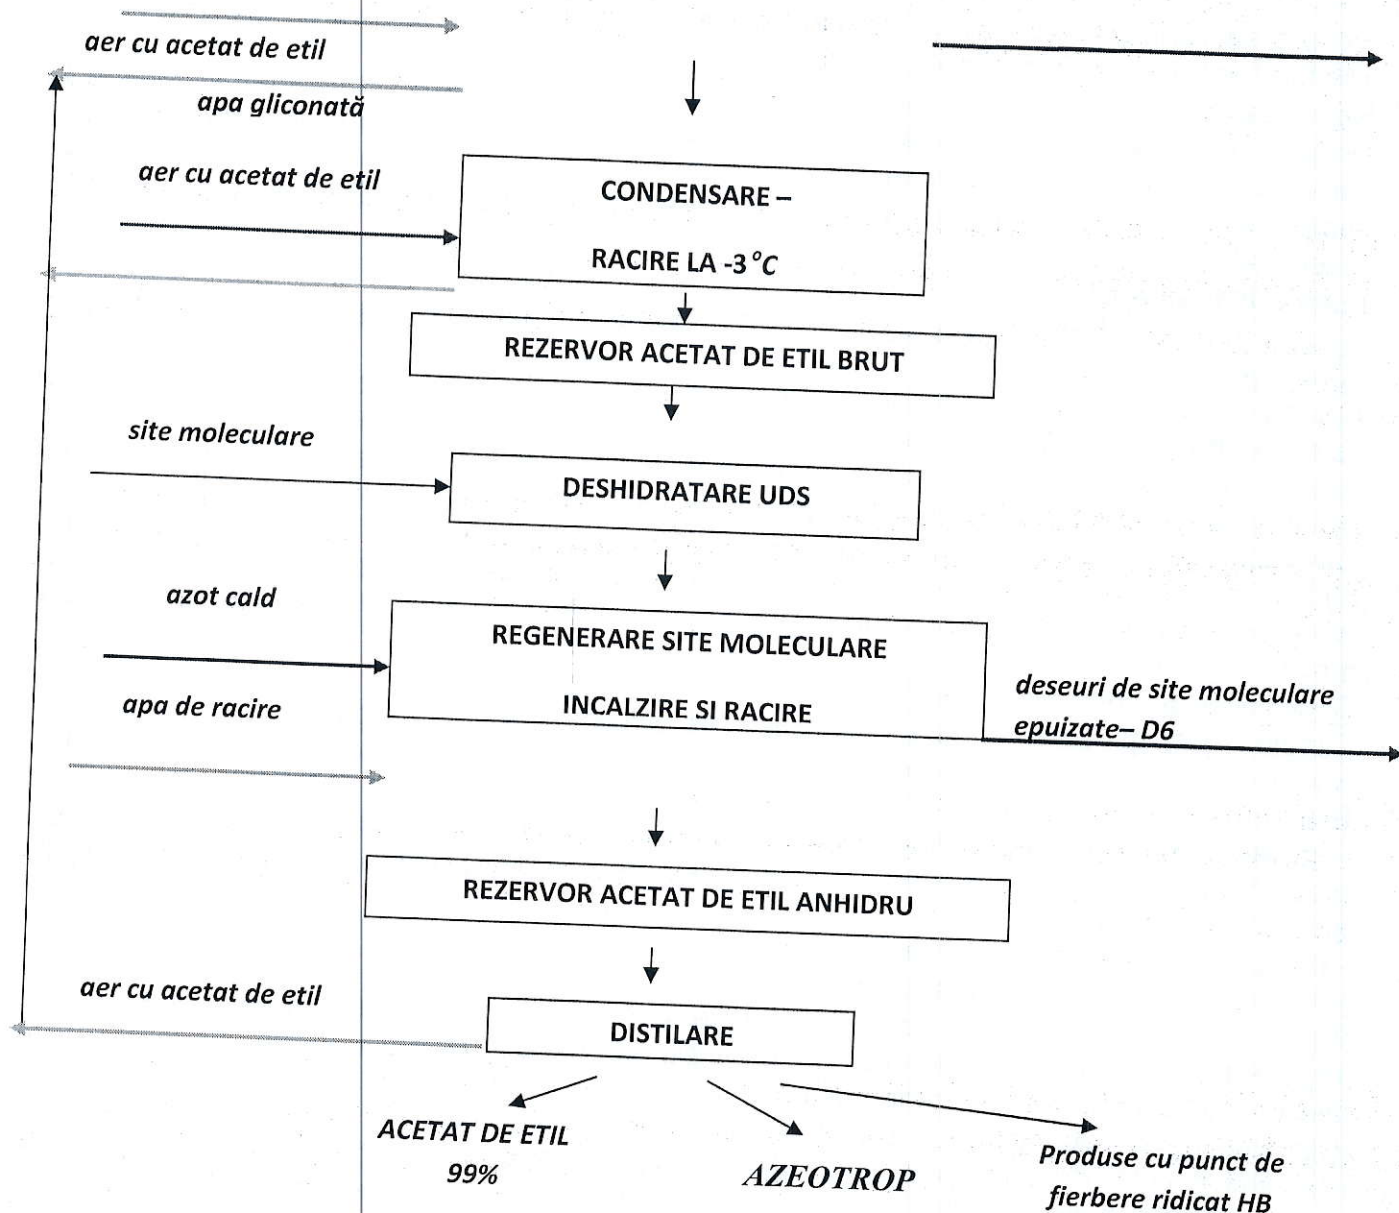 aer cu acetat de etil
apa gliconată
aer cu acetat de etil
CONDENSARE –
RACIRE LA -3°C
REZERVOR ACETAT DE ETIL BRUT
site moleculare
DESHIDRATARE UDS
azot cald
REGENERARE SITE MOLECULARE
INCALZIRE SI RACIRE
apa de racire
deseuri de site moleculare
epuizate– D6
REZERVOR ACETAT DE ETIL ANHIDRU
aer cu acetat de etil
DISTILARE
ACETAT DE ETIL
99%
AZEOTROP
Produse cu punct de
fierbere ridicat HB